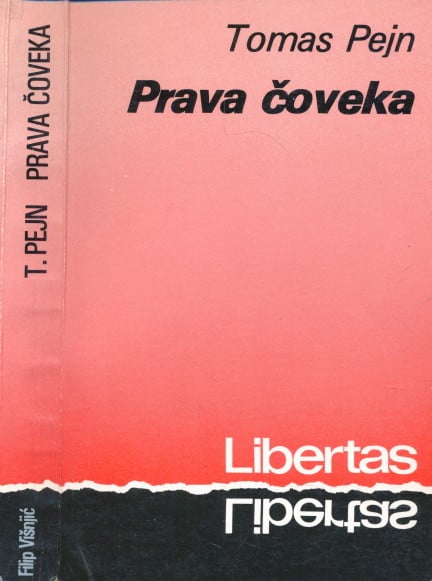 Tomas Pejn
Prava čoveka
Libertas
Libertas
T. PEJN PRAVA ČOVEKA
Filip Višnjić